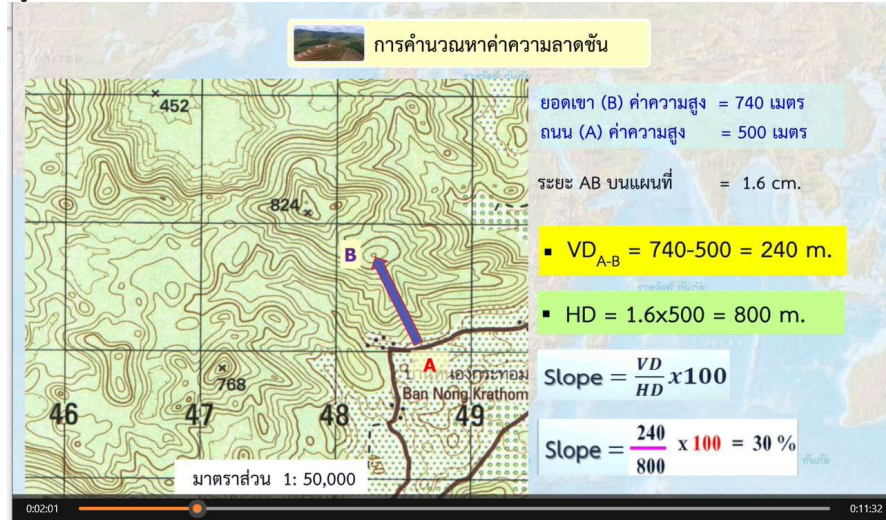 การคำนวณหาค่าความลาดชัน
ยอดเขา (B) ค่าความสูง = 740 เมตร
ถนน (A) ค่าความสูง = 500 เมตร
ระยะ AB บนแผนที่ = 1.6 cm.
▪ VD A-B = 740-500 = 240 m.
▪ HD = 1.6x500 = 800 m.
Slope = VD/HD x100
Slope = 240/800 x 100 = 30 %
452
824
B
A
768
Ban Nong Krathom
46 47 48 49
มาตราส่วน 1: 50,000
0:02:01
0:11:32